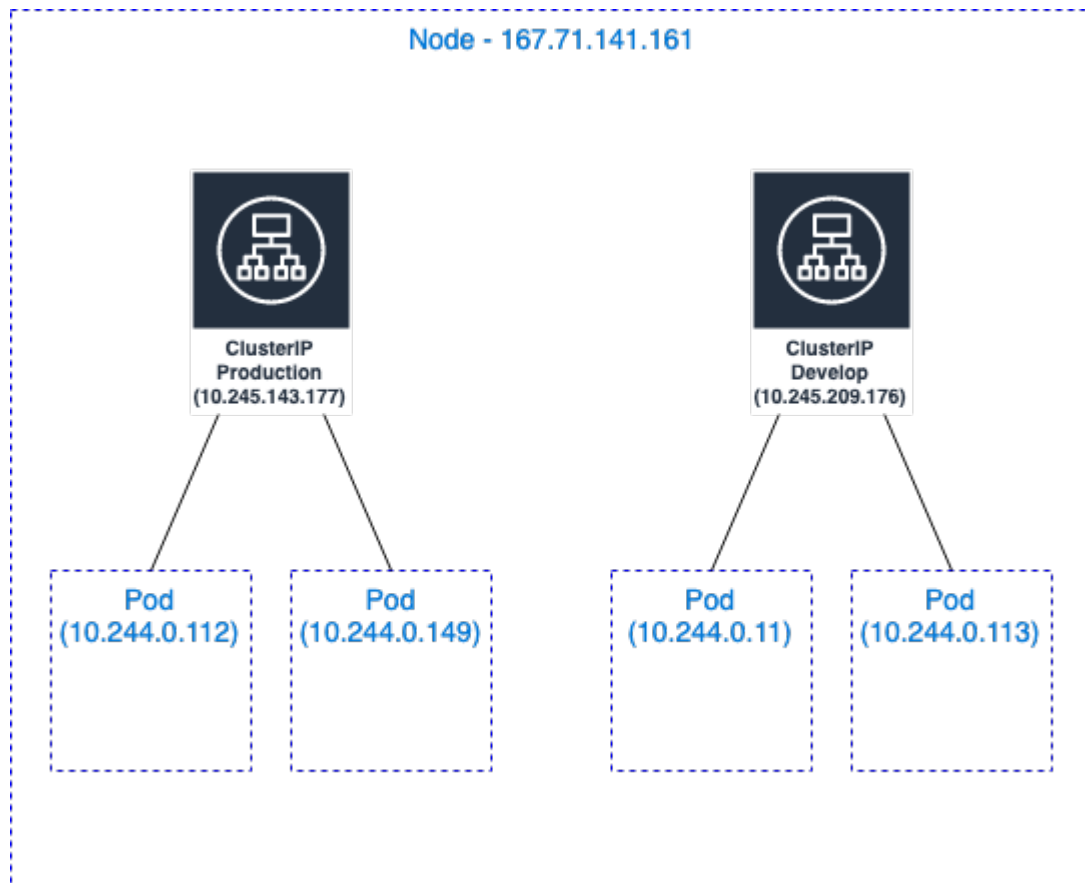 Node - 167.71.141.161
ClusterIP
Production
(10.245.143.177)
ClusterIP
Develop
(10.245.209.176)
Pod
(10.244.0.112)
Pod
(10.244.0.149)
Pod
(10.244.0.11)
Pod
(10.244.0.113)